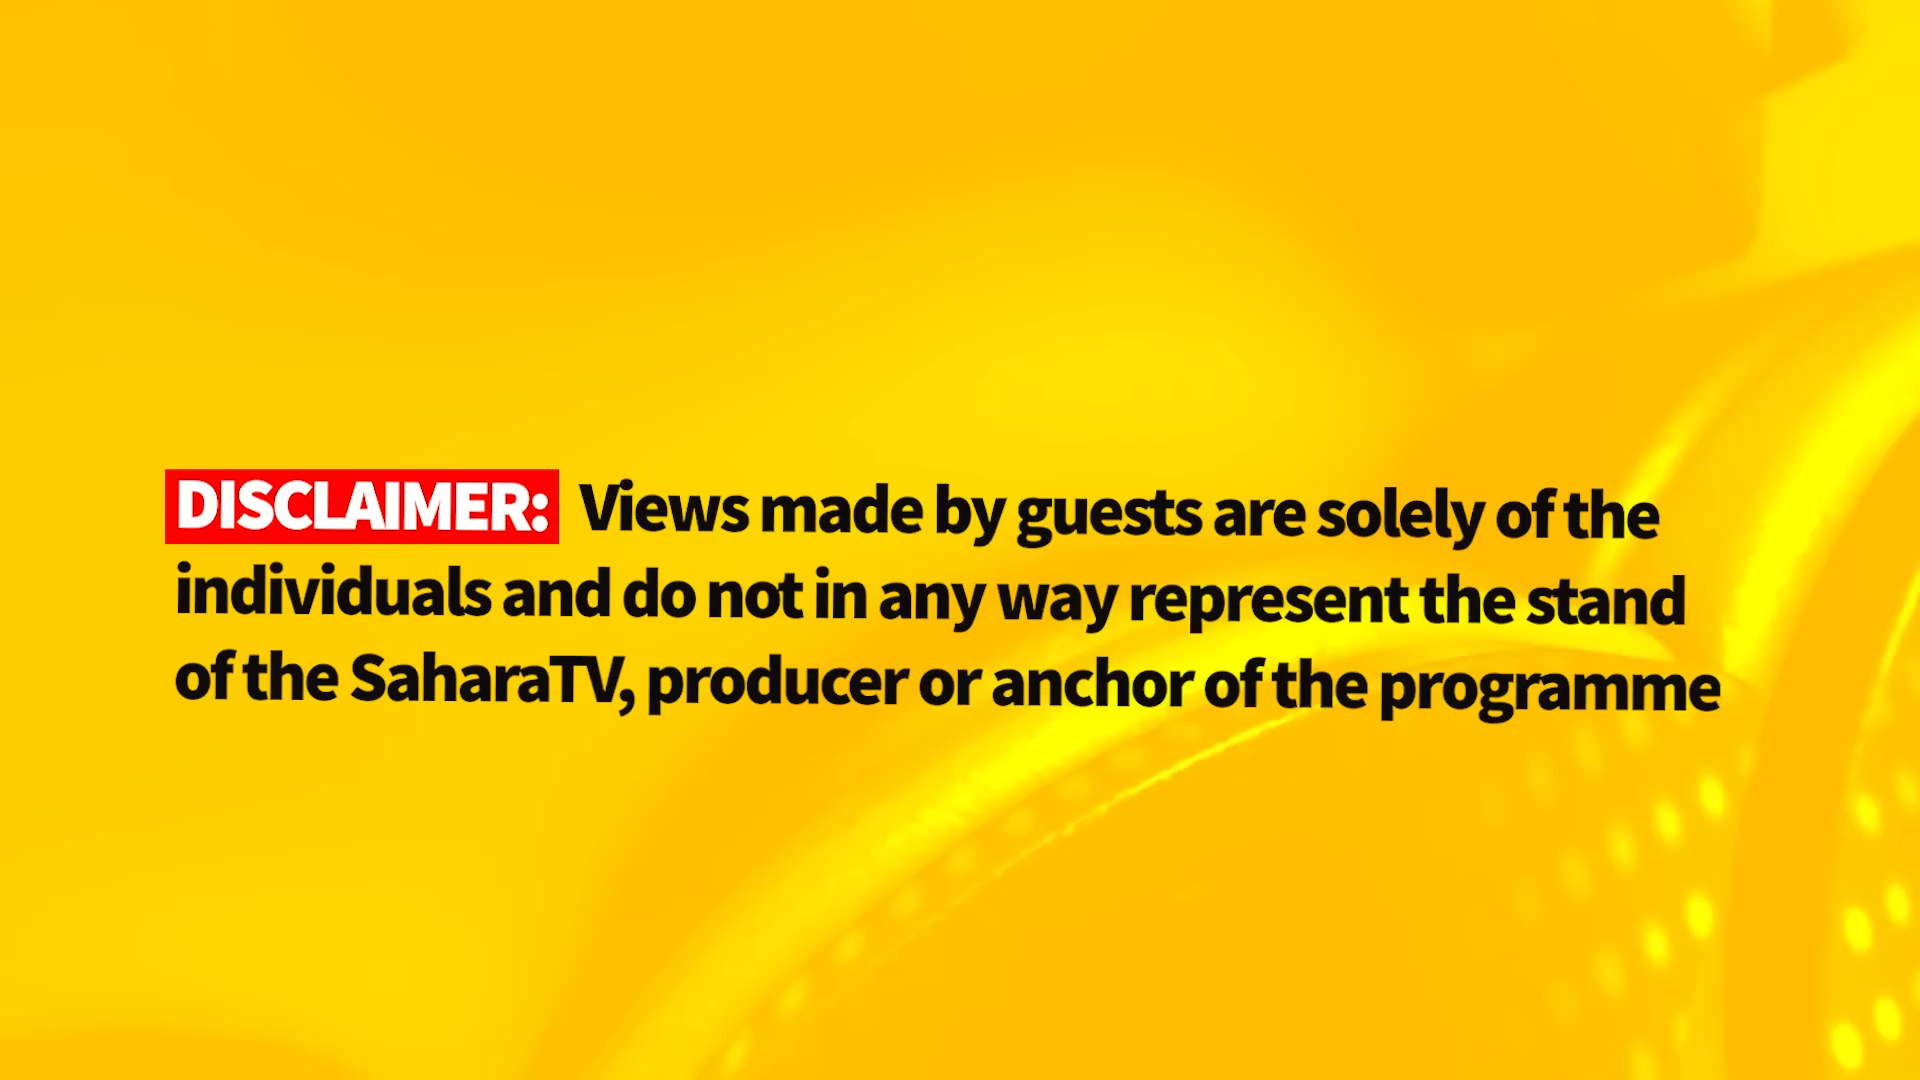 DISCLAIMER: Views made by guests are solely of the
individuals and do not in any way represent the stand
of the SaharaTV, producer or anchor of the programme